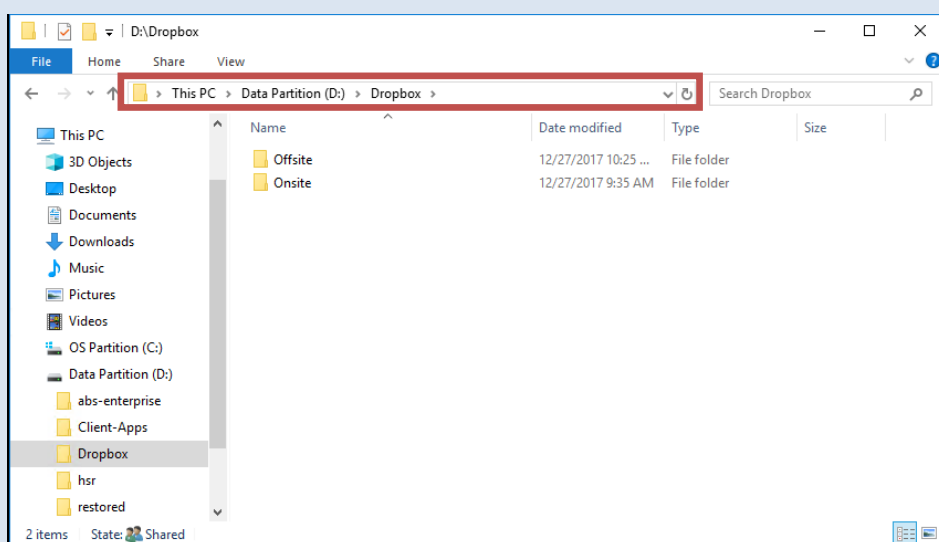 D:\Dropbox
File Home Share View
This PC > Data Partition (D:) > Dropbox >
Search Dropbox
This PC
3D Objects
Desktop
Documents
Downloads
Music
Pictures
Videos
OS Partition (C:)
Data Partition (D:)
abs-enterprise
Client-Apps
Dropbox
hsr
restored
Name Date modified Type Size
Offsite 12/27/2017 10:25 ... File folder
Onsite 12/27/2017 9:35 AM File folder
2 items State: Shared